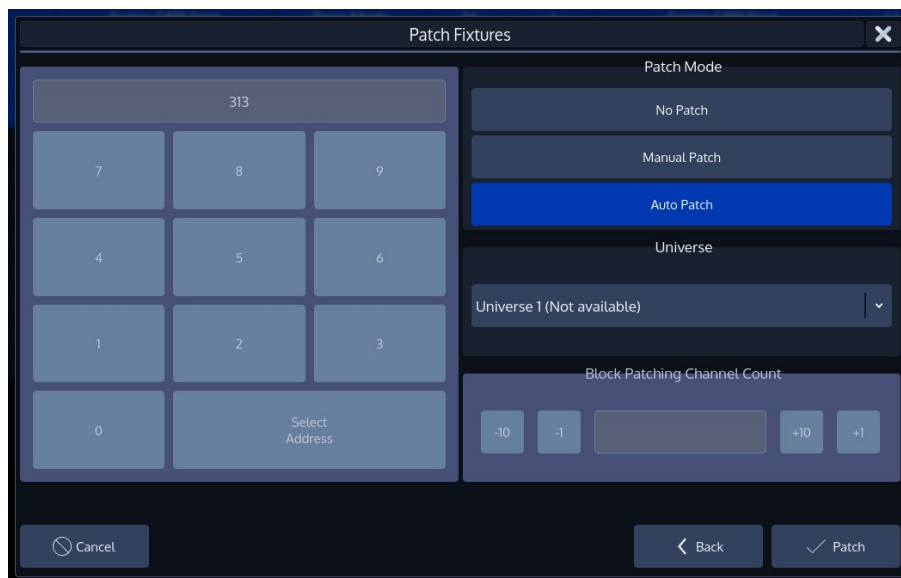 Patch Fixtures
313
7 8 9
4 5 6
1 2 3
0 Select
Address
Patch Mode
No Patch
Manual Patch
Auto Patch
Universe
Universe 1 (Not available)
Block Patching Channel Count
-10 -1 +10 +1
Cancel
Back
Patch